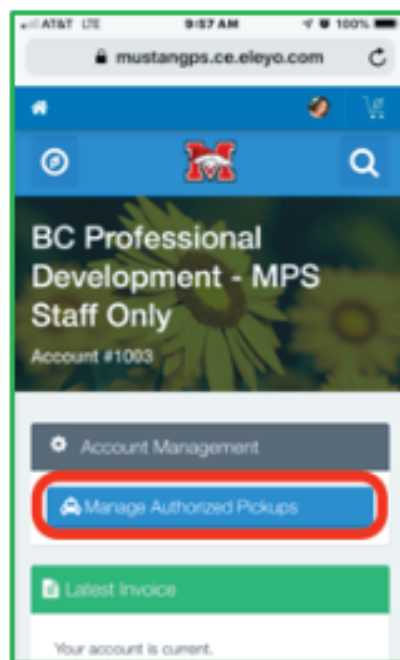 AT&T LTE 9:57 AM 100%
mustangps.ce.eleyo.com
M
BC Professional
Development - MPS
Staff Only
Account #1003
Account Management
Manage Authorized Pickups
Latest Invoice
Your account is current.